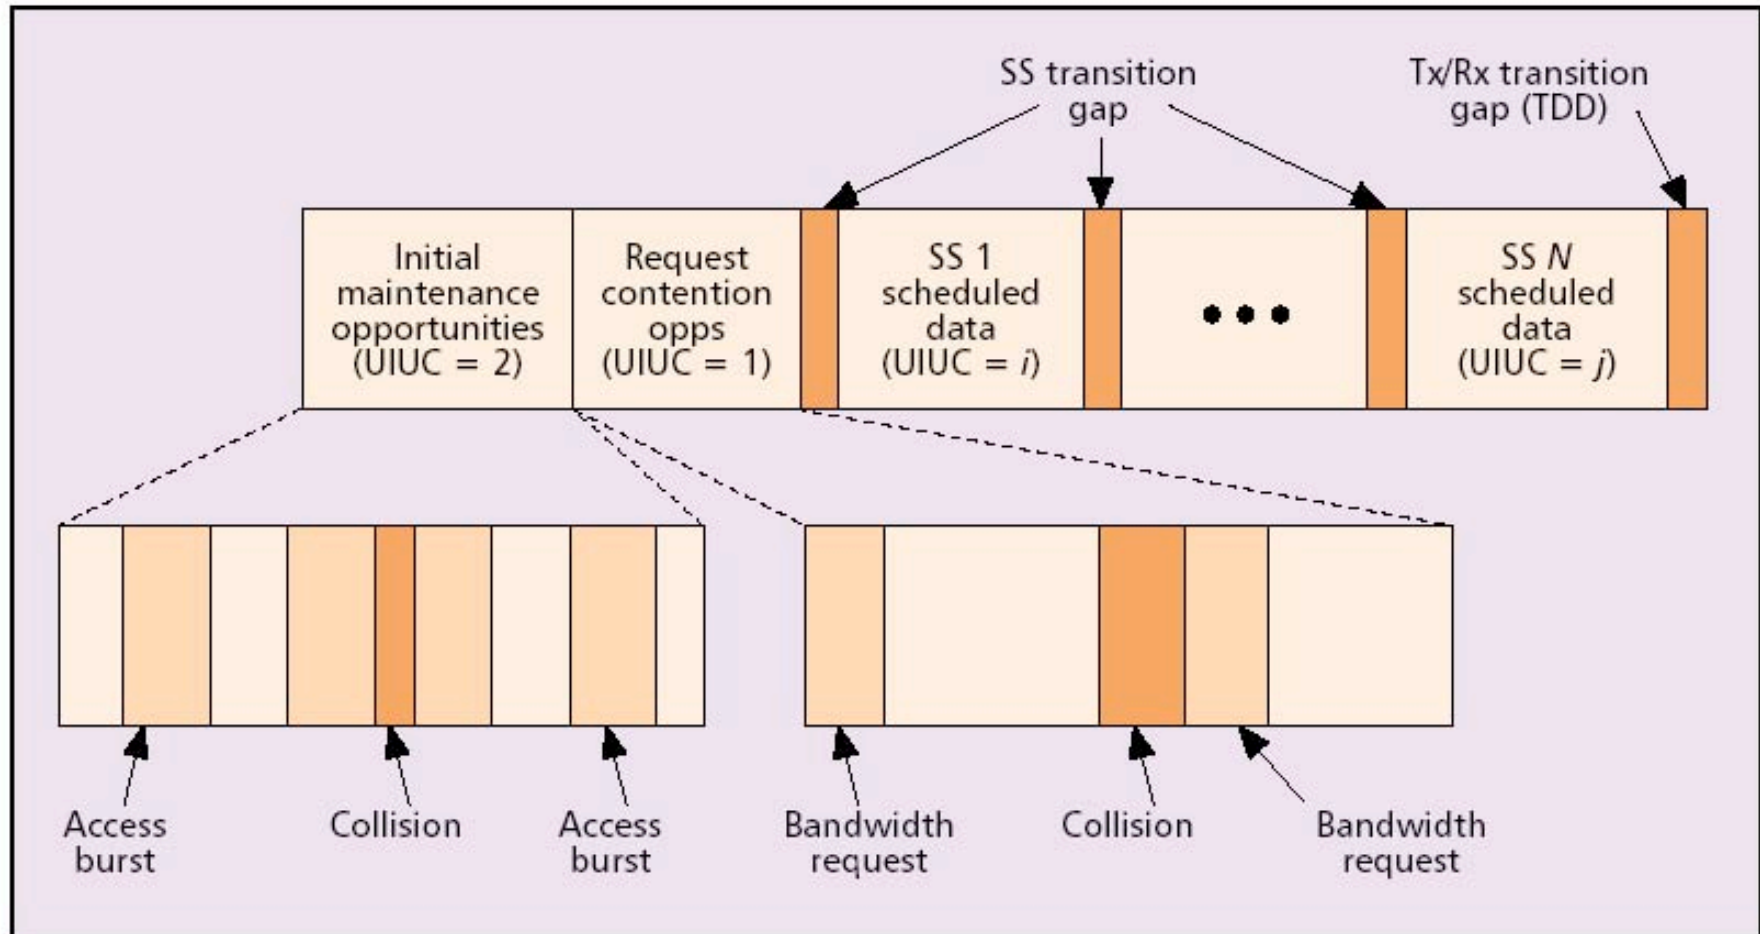 SS transition
gap
Tx/Rx transition
gap (TDD)
Initial
maintenance
opportunities
(UIUC = 2)
Request
contention
opps
(UIUC = 1)
SS 1
scheduled
data
(UIUC = i)
SS N
scheduled
data
(UIUC = j)
Access
burst
Collision
Access
burst
Bandwidth
request
Collision
Bandwidth
request